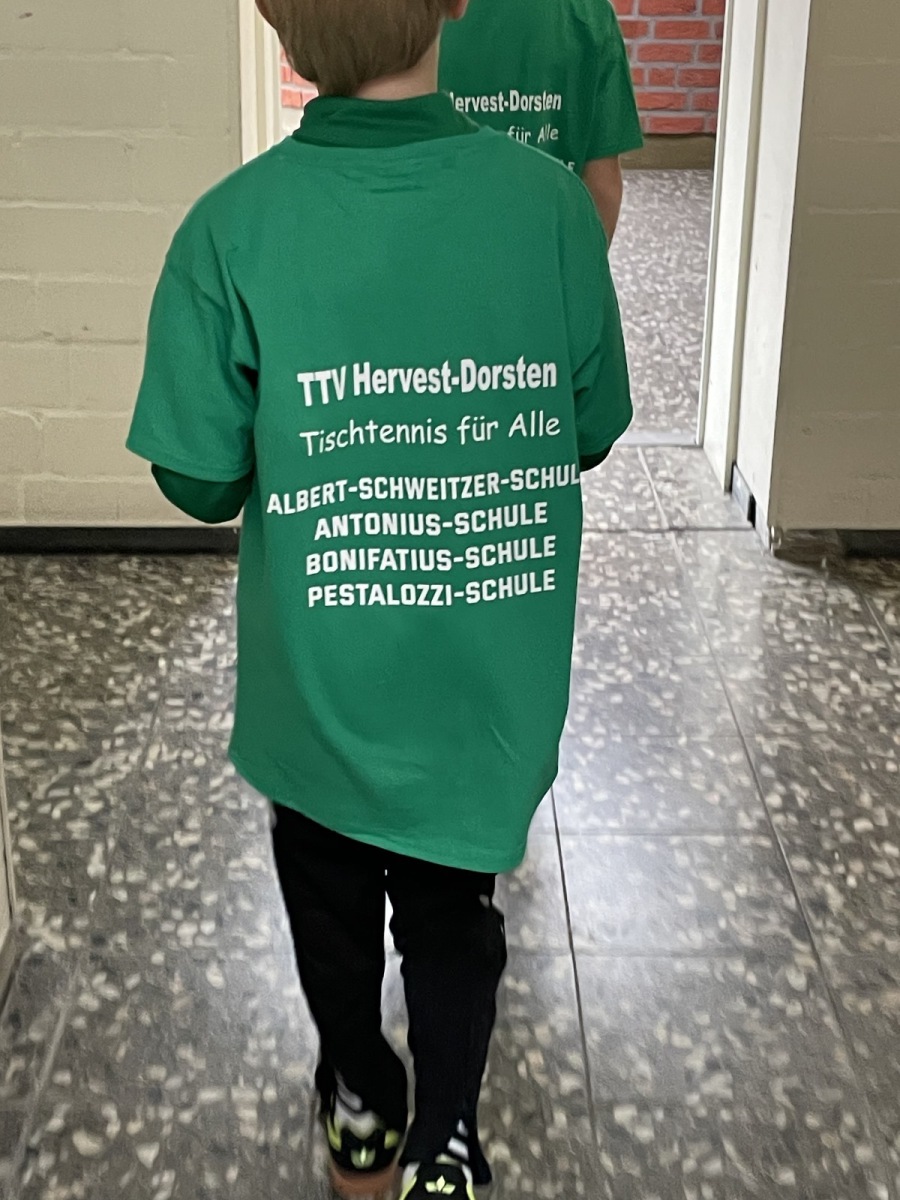 Hervest-Dorsten
für Alle
TTV Hervest-Dorsten
Tischtennis für Alle
ALBERT-SCHWEITZER-SCHUL
ANTONIUS-SCHULE
BONIFATIUS-SCHULE
PESTALOZZI-SCHULE